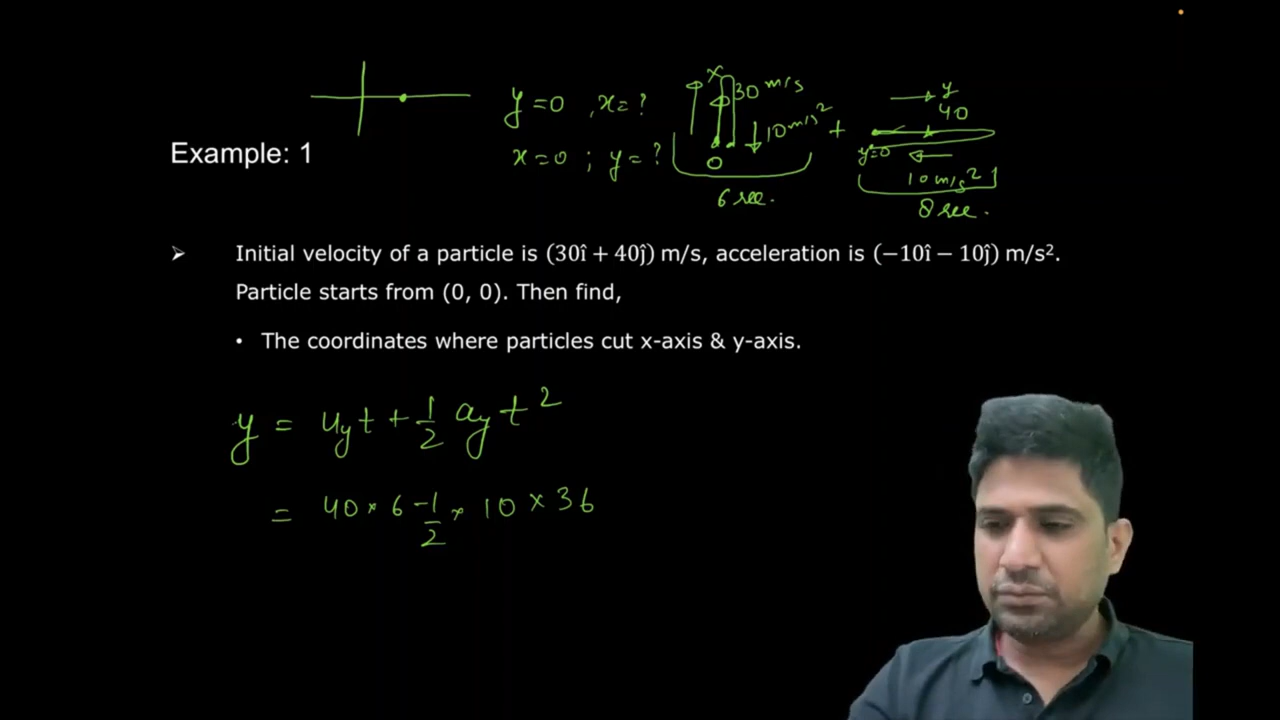 y = 0 , x = ?
x = 0 ; y = ?
x
30 m/s
10 m/s²
O
6 sec.
+
y
40
y=0
10 m/s²
8 sec.
Example: 1
➤ Initial velocity of a particle is (30î + 40ĵ) m/s, acceleration is (−10î − 10ĵ) m/s².
Particle starts from (0, 0). Then find,
• The coordinates where particles cut x-axis & y-axis.
y = u_y t + 1/2 a_y t²
= 40 × 6 − 1/2 × 10 × 36